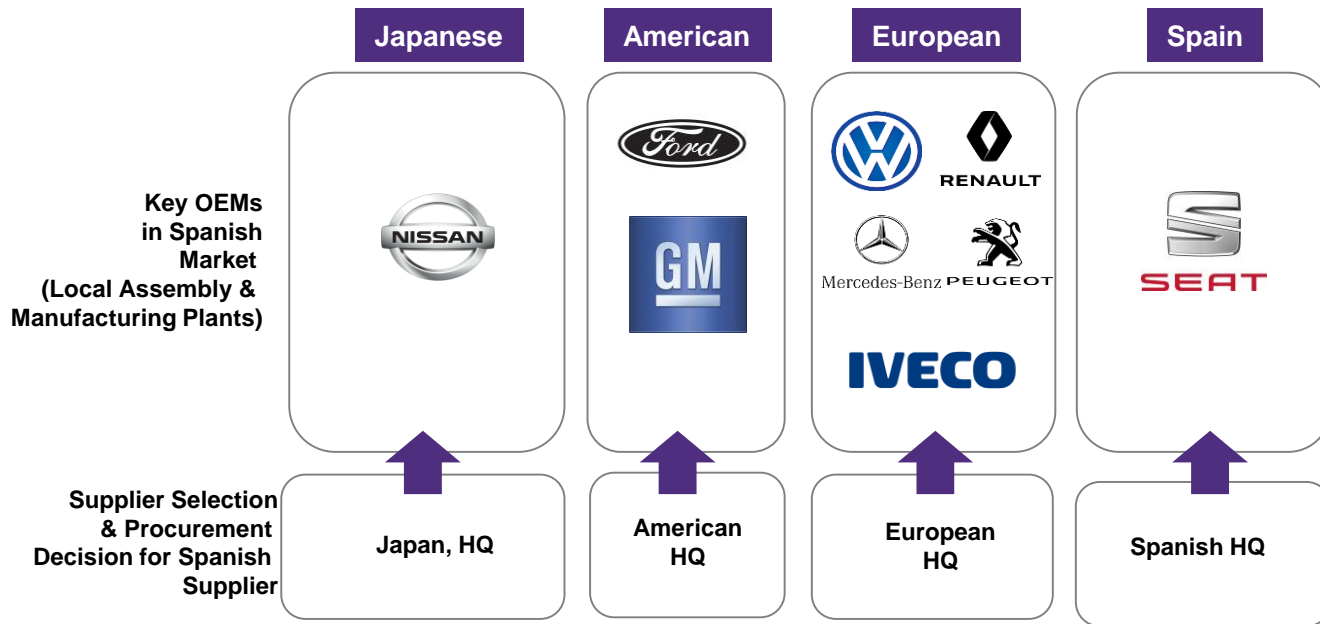 Japanese
American
European
Spain
Key OEMs
in Spanish
Market
(Local Assembly &
Manufacturing Plants)
NISSAN
Ford
GM
VW
RENAULT
Mercedes-Benz
PEUGEOT
IVECO
SEAT
Supplier Selection
& Procurement
Decision for Spanish
Supplier
Japan, HQ
American
HQ
European
HQ
Spanish HQ